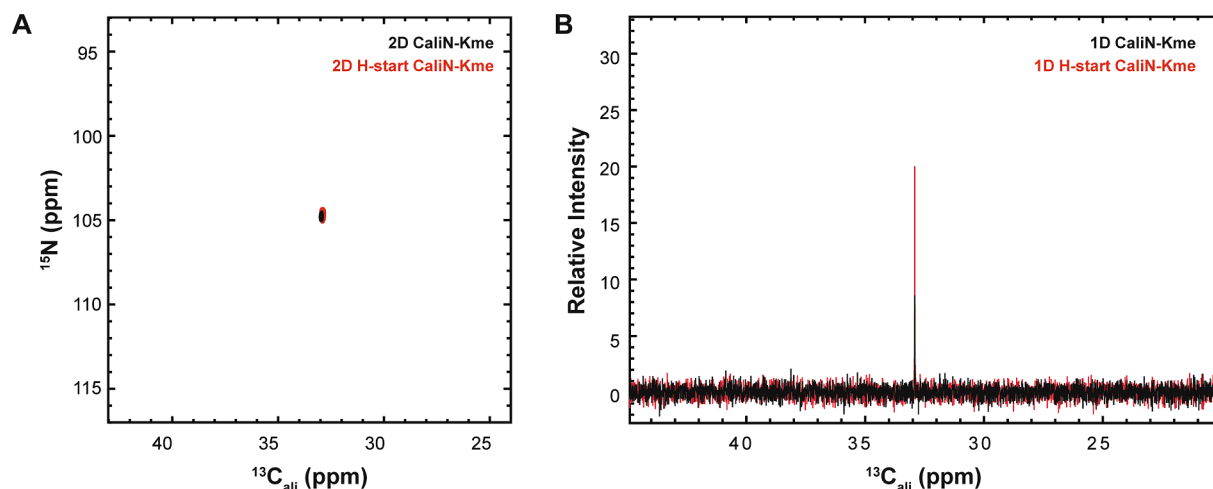 A
2D CaliN-Kme
2D H-start CaliN-Kme
95
100
105
110
115
15N (ppm)
40
35
30
25
13Cali (ppm)
B
1D CaliN-Kme
1D H-start CaliN-Kme
30
25
20
15
10
5
0
Relative Intensity
40
35
30
25
13Cali (ppm)